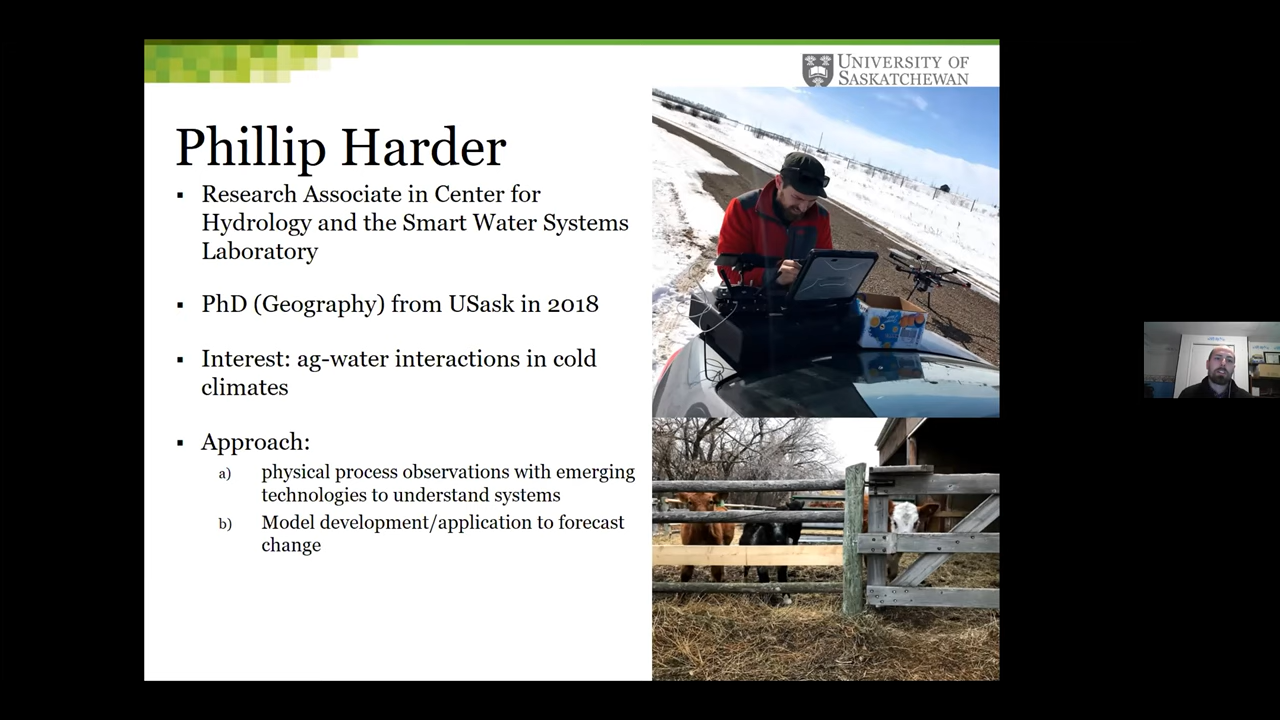 UNIVERSITY OF
SASKATCHEWAN
Phillip Harder
▪ Research Associate in Center for
Hydrology and the Smart Water Systems
Laboratory
▪ PhD (Geography) from USask in 2018
▪ Interest: ag-water interactions in cold
climates
▪ Approach:
a) physical process observations with emerging
technologies to understand systems
b) Model development/application to forecast
change